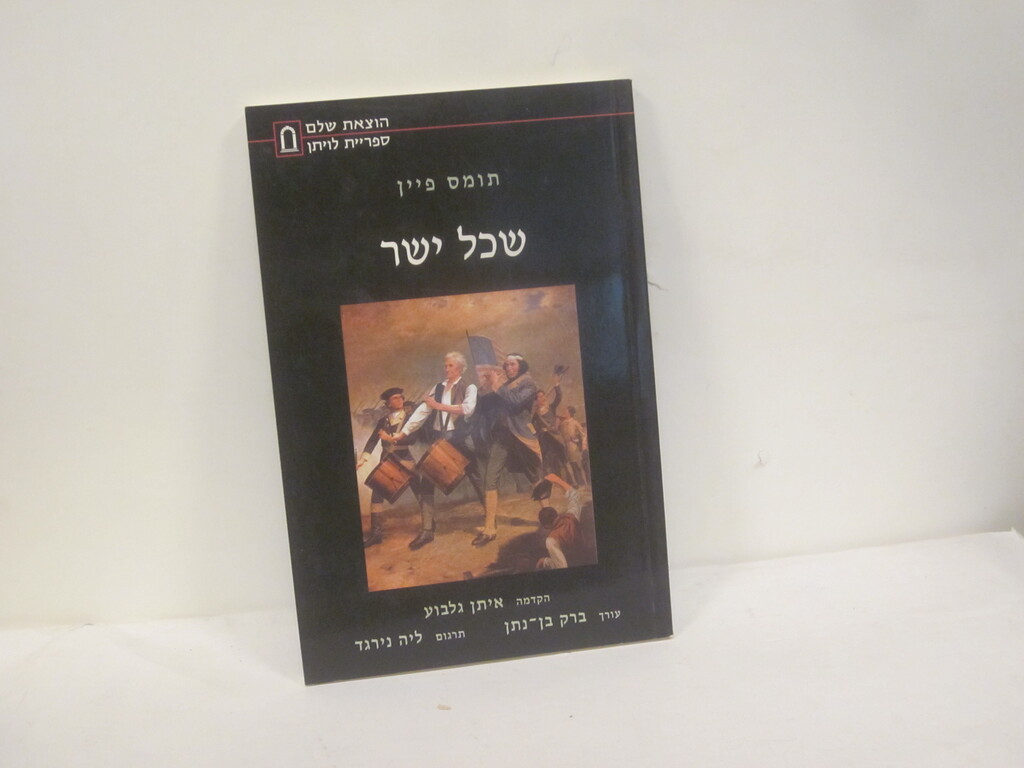 הוצאת שלם
ספריית לויתן
תומס פיין
שכל ישר
הקדמה איתן גלבוע
עורך ברק בן־נתן תרגום ליה נירגד